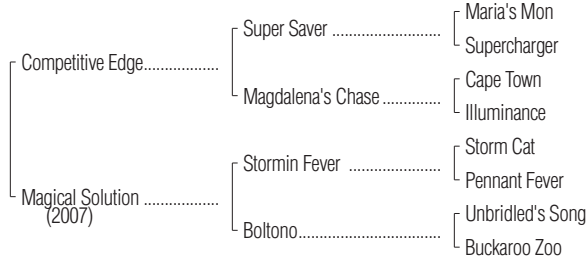 Maria's Mon
Super Saver ......................
Supercharger
Competitive Edge...................
Cape Town
Magdalena's Chase ...............
Illuminance
Storm Cat
Stormin Fever ......................
Pennant Fever
Magical Solution ...................
(2007)
Unbridled's Song
Boltono....................................
Buckaroo Zoo